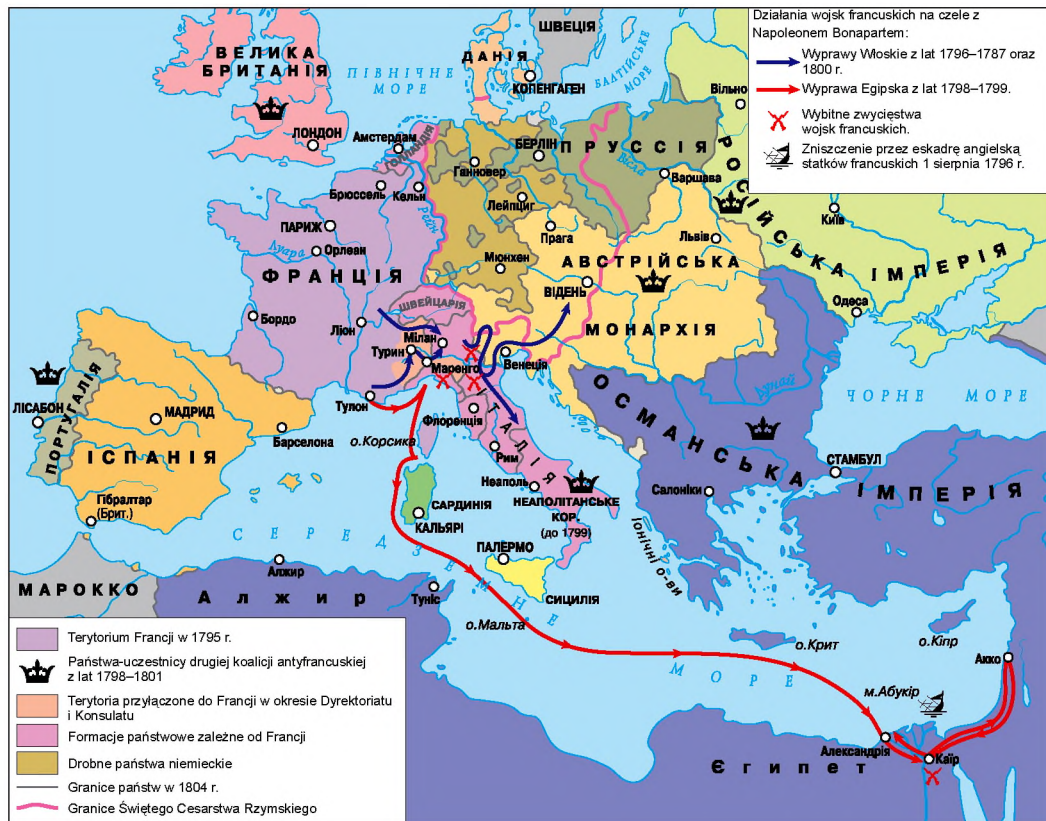 Działania wojsk francuskich na czele z
Napoleonem Bonapartem:
Wyprawy Włoskie z lat 1796–1787 oraz
1800 r.
Wyprawa Egipska z lat 1798–1799.
Wybitne zwycięstwa
wojsk francuskich.
Zniszczenie przez eskadrę angielską
statków francuskich 1 sierpnia 1796 r.
ВЕЛИКА
БРИТАНІЯ
ЛОНДОН
ПІВНІЧНЕ
МОРЕ
ШВЕЦІЯ
ДАНІЯ
КОПЕНГАГЕН
БАЛТІЙСЬКЕ
МОРЕ
Вільно
РОСІЙСЬКА ІМПЕРІЯ
Амстердам
ГОЛЛАНДІЯ
Ганновер
БЕРЛІН
ПРУССІЯ
Вісла
Варшава
Брюссель
Кельн
Рейн
Лейпциг
Київ
ПАРИЖ
Прага
Львів
Луара
Орлеан
Мюнхен
АВСТРІЙСЬКА
МОНАРХІЯ
ФРАНЦІЯ
ВІДЕНЬ
ШВЕЙЦАРІЯ
Одеса
Бордо
Ліон
Мілан
Турин
Маренго
Венеція
Дунай
ЧОРНЕ МОРЕ
ЛІСАБОН
ПОРТУГАЛІЯ
МАДРИД
ІСПАНІЯ
Барселона
Тулон
о.Корсика
Флоренція
ІТАЛІЯ
Рим
Неаполь
НЕАПОЛІТАНСЬКЕ
КОР.
(до 1799)
ОСМАНСЬКА ІМПЕРІЯ
СТАМБУЛ
Салоніки
Гібралтар
(Брит.)
САРДИНІЯ
КАЛЬЯРІ
ПАЛЕРМО
СИЦИЛІЯ
Іонічні о-ви
СЕРЕДЗЕМНЕ МОРЕ
МАРОККО
Алжир
Алжир
Туніс
о.Мальта
о.Крит
о.Кіпр
Акко
м.Абукір
Александрія
Каїр
Єгипет
Terytorium Francji w 1795 r.
Państwa-uczestnicy drugiej koalicji antyfrancuskiej
z lat 1798–1801
Terytoria przyłączone do Francji w okresie Dyrektoriatu
i Konsulatu
Formacje państwowe zależne od Francji
Drobne państwa niemieckie
Granice państw w 1804 r.
Granice Świętego Cesarstwa Rzymskiego